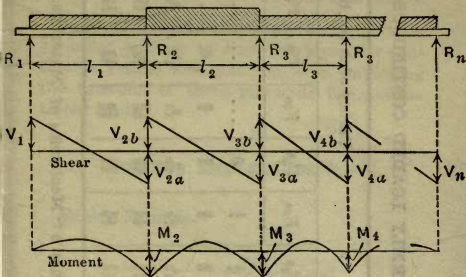 R1 l1 R2 l2 R3 l3 R3 Rn
V1 V2b V3b V4b
Shear V2a V3a V4a Vn
M2 M3 M4
Moment